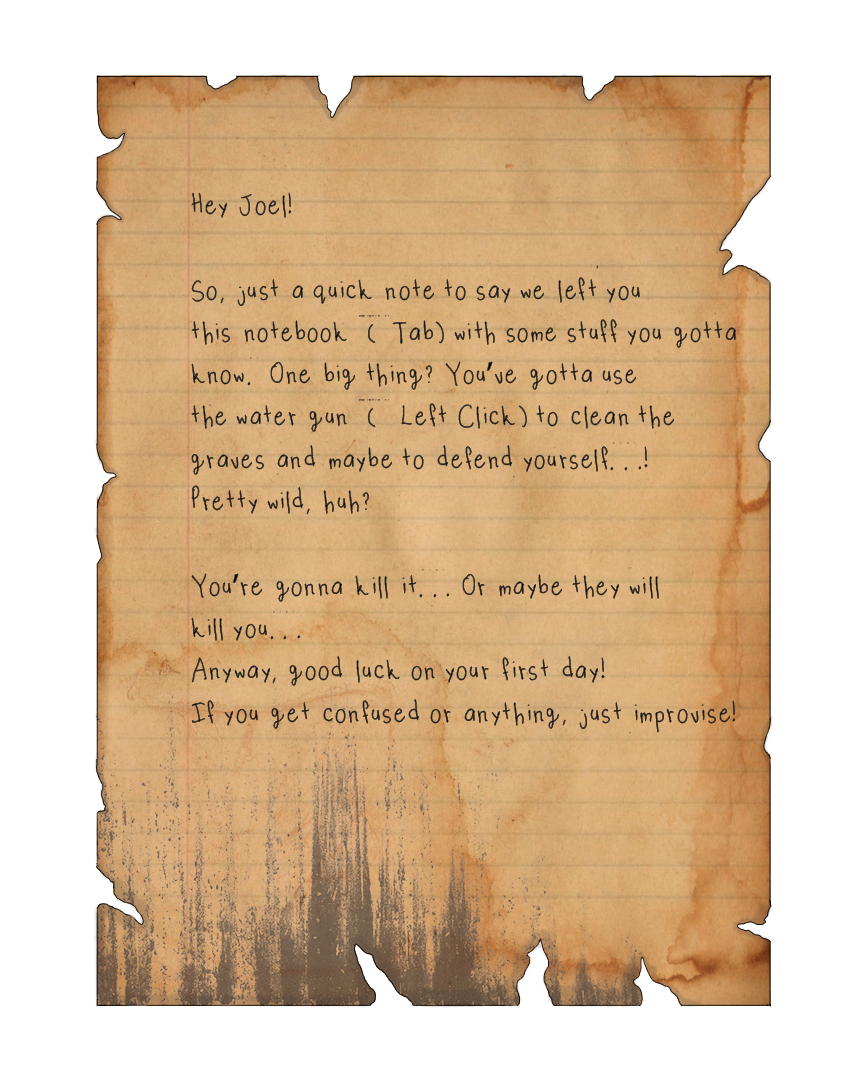 Hey Joel!
So, just a quick note to say we left you
this notebook ( Tab) with some stuff you gotta
know. One big thing? You've gotta use
the water gun ( Left Click) to clean the
graves and maybe to defend yourself...!
Pretty wild, huh?
You're gonna kill it... Or maybe they will
kill you...
Anyway, good luck on your first day!
If you get confused or anything, just improvise!